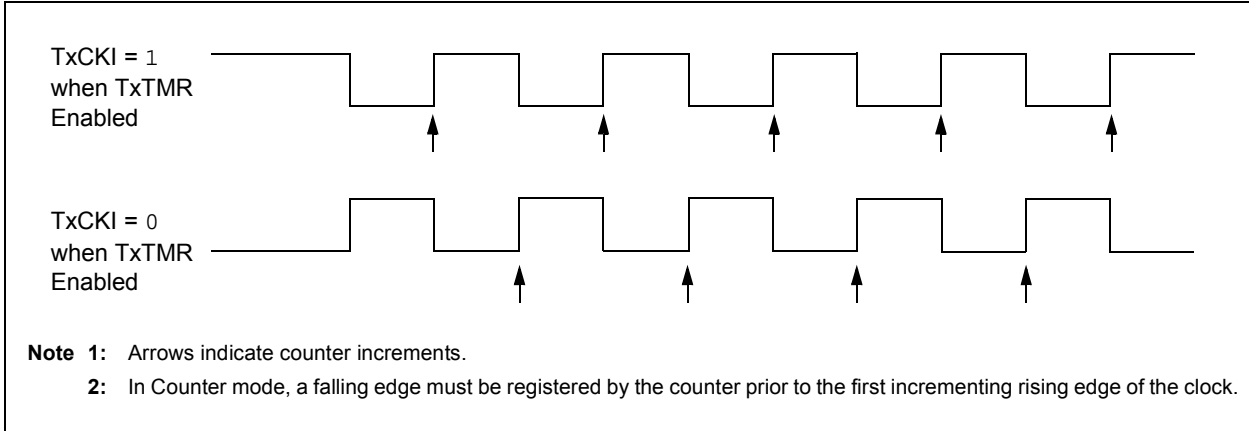 TxCKI = 1
when TxTMR
Enabled
TxCKI = 0
when TxTMR
Enabled
Note 1: Arrows indicate counter increments.
2: In Counter mode, a falling edge must be registered by the counter prior to the first incrementing rising edge of the clock.